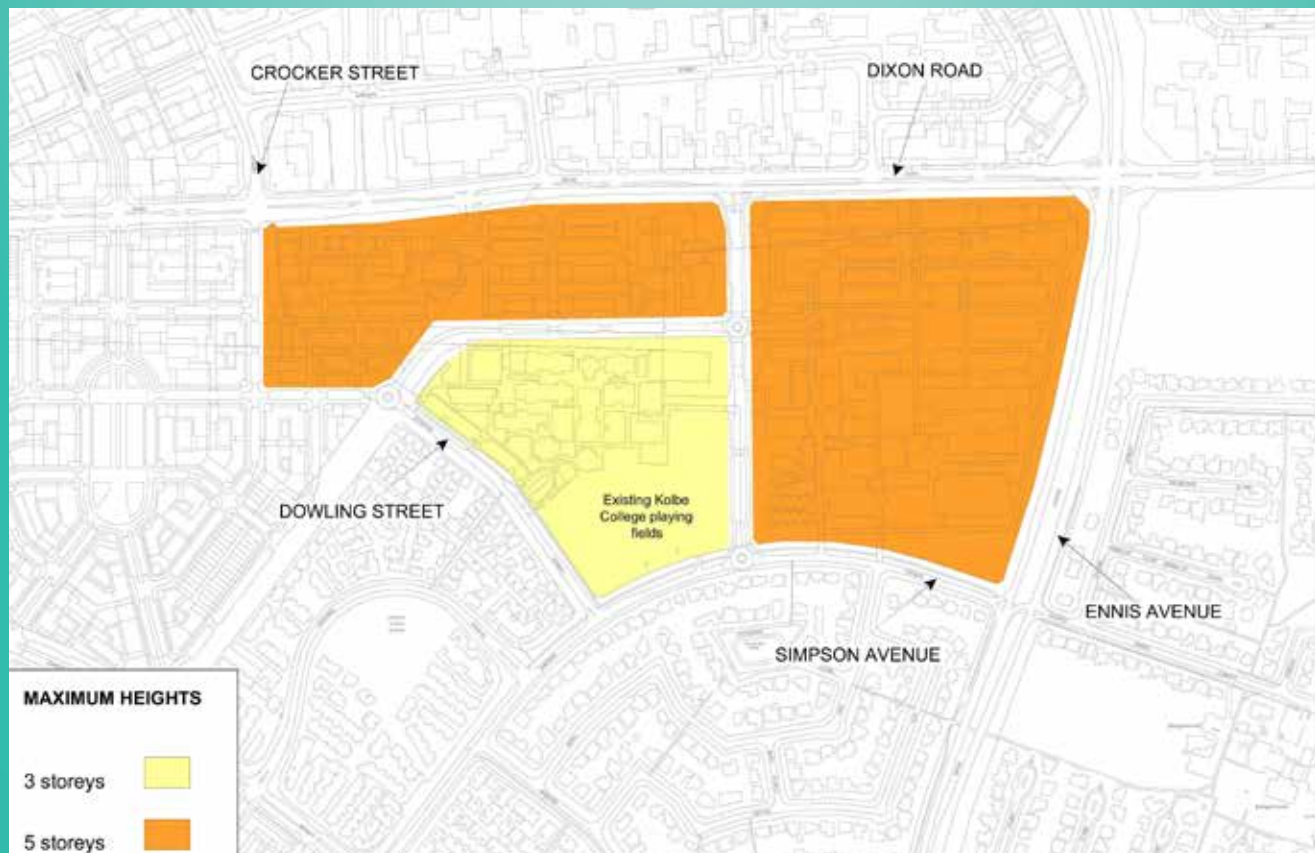 CROCKER STREET
DIXON ROAD
DOWLING STREET
Existing Kolbe
College playing
fields
ENNIS AVENUE
SIMPSON AVENUE
MAXIMUM HEIGHTS
3 storeys
5 storeys